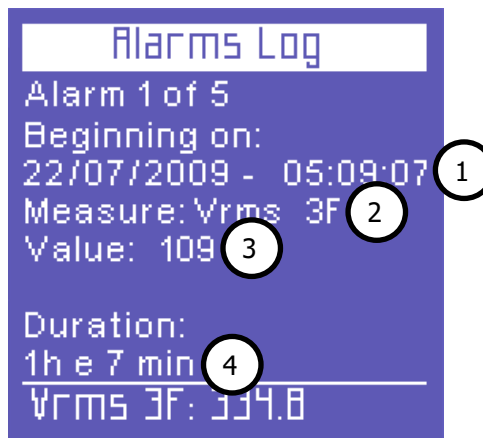 Alarms Log
Alarm 1 of 5
Beginning on:
22/07/2009 - 05:09:07 1
Measure: Vrms 3F 2
Value: 109 3
Duration:
1h e 7 min 4
Vrms 3F: 334.8